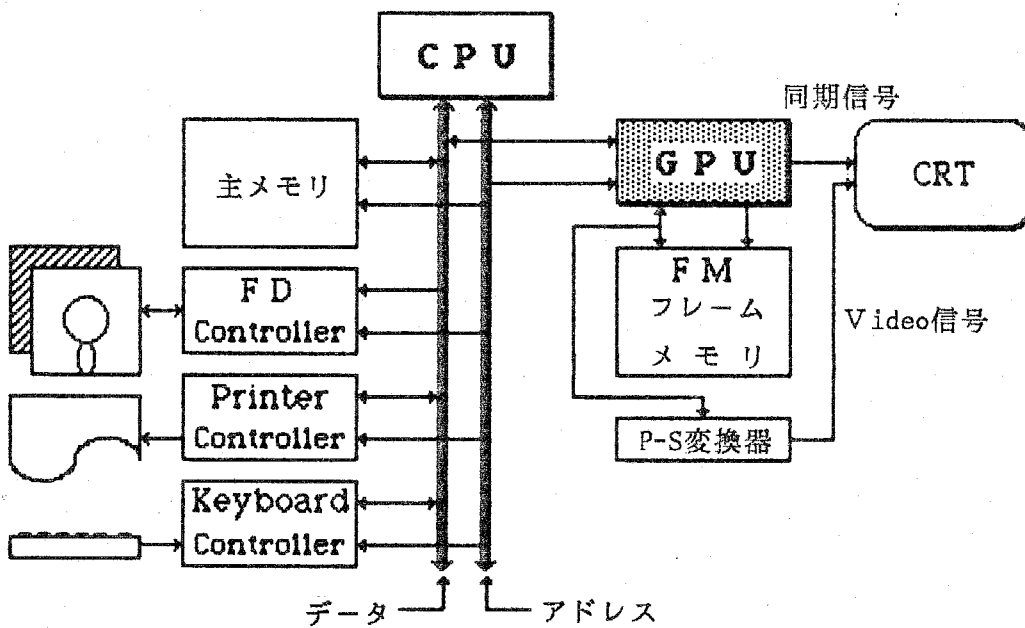 CPU
同期信号
主メモリ
GPU
CRT
FD
Controller
FM
フレーム
メモリ
Video信号
Printer
Controller
P-S変換器
Keyboard
Controller
データ
アドレス